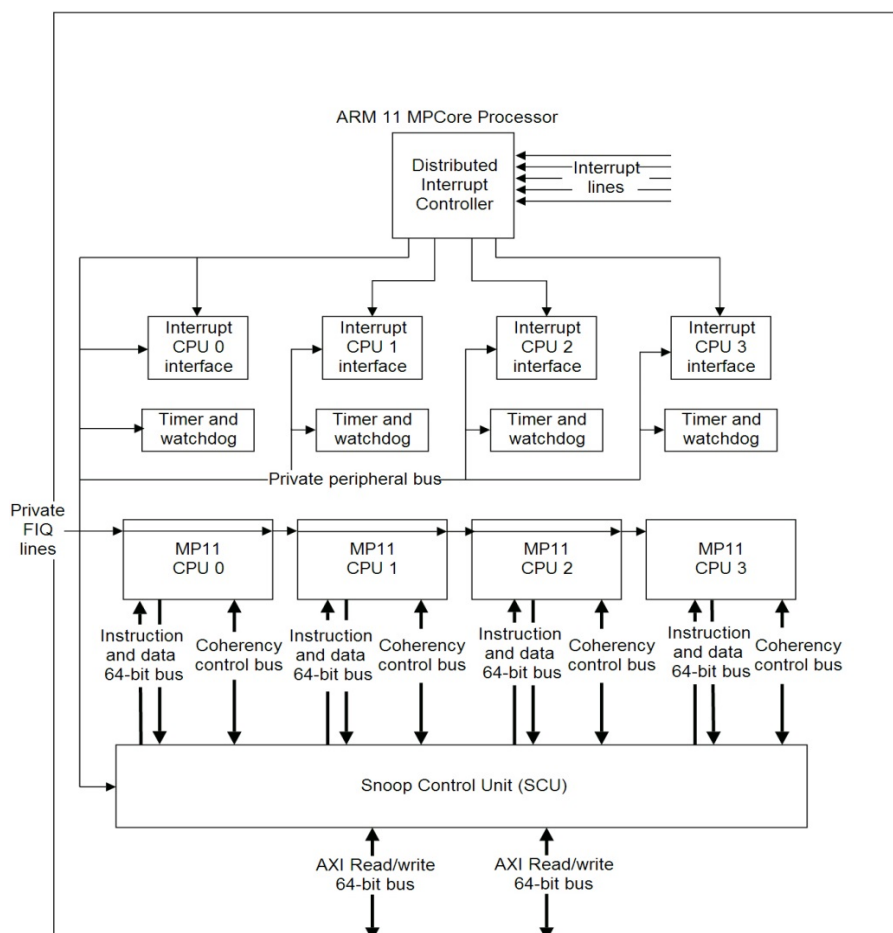 ARM 11 MPCore Processor
Distributed
Interrupt
Controller
Interrupt
lines
Interrupt
CPU 0
interface
Interrupt
CPU 1
interface
Interrupt
CPU 2
interface
Interrupt
CPU 3
interface
Timer and
watchdog
Timer and
watchdog
Timer and
watchdog
Timer and
watchdog
Private peripheral bus
Private
FIQ
lines
MP11
CPU 0
MP11
CPU 1
MP11
CPU 2
MP11
CPU 3
Instruction
and data
64-bit bus
Coherency
control bus
Instruction
and data
64-bit bus
Coherency
control bus
Instruction
and data
64-bit bus
Coherency
control bus
Instruction
and data
64-bit bus
Coherency
control bus
Snoop Control Unit (SCU)
AXI Read/write
64-bit bus
AXI Read/write
64-bit bus